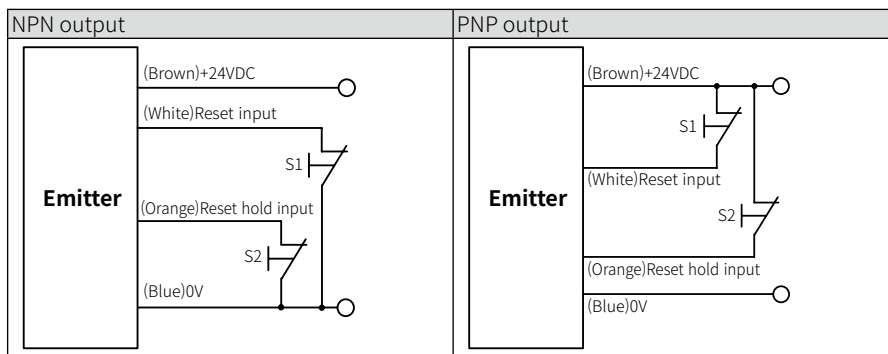 NPN output
PNP output
(Brown)+24VDC
(White)Reset input
S1
Emitter
(Orange)Reset hold input
S2
(Blue)0V
(Brown)+24VDC
S1
(White)Reset input
Emitter
S2
(Orange)Reset hold input
(Blue)0V